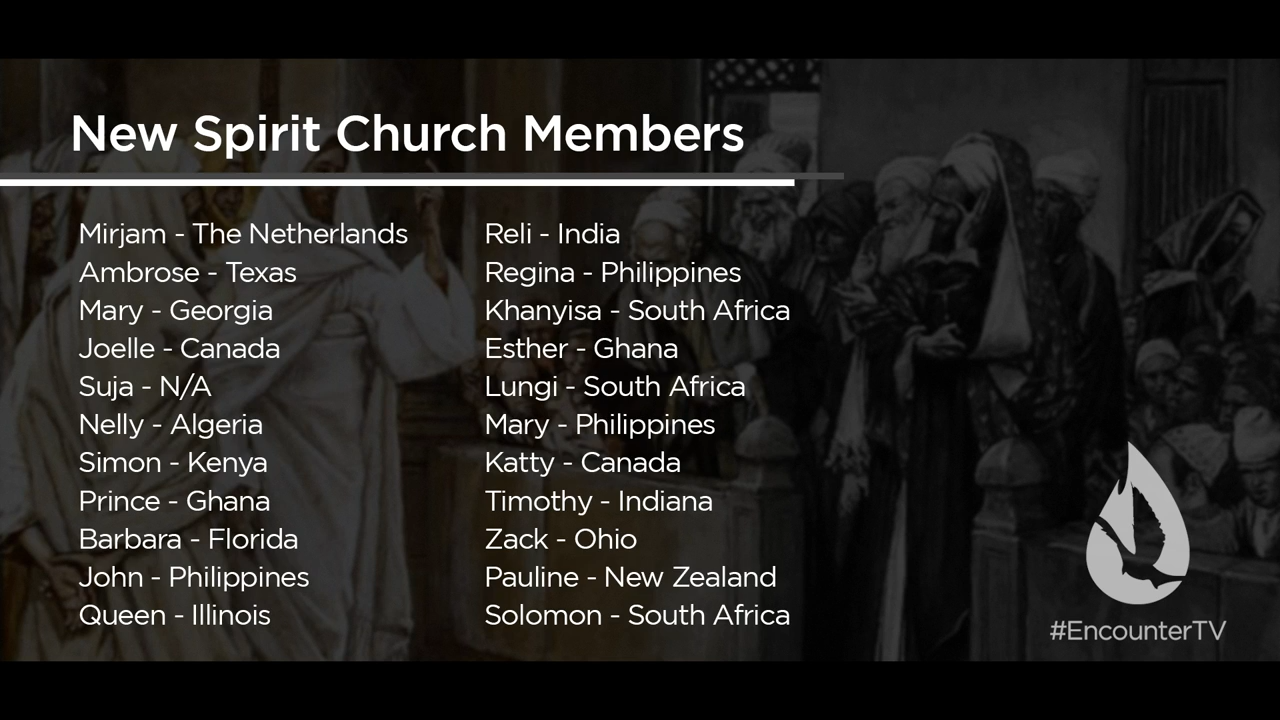 New Spirit Church Members
Mirjam - The Netherlands
Ambrose - Texas
Mary - Georgia
Joelle - Canada
Suja - N/A
Nelly - Algeria
Simon - Kenya
Prince - Ghana
Barbara - Florida
John - Philippines
Queen - Illinois
Reli - India
Regina - Philippines
Khanyisa - South Africa
Esther - Ghana
Lungi - South Africa
Mary - Philippines
Katty - Canada
Timothy - Indiana
Zack - Ohio
Pauline - New Zealand
Solomon - South Africa
#EncounterTV